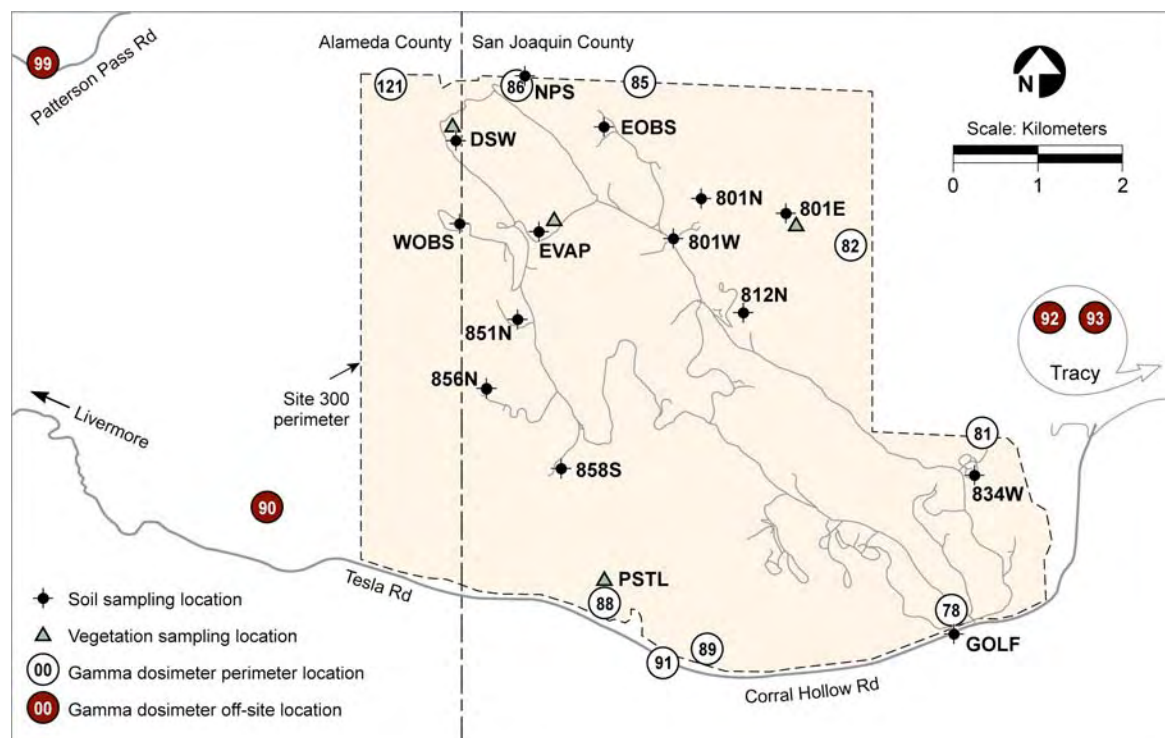 Alameda County
San Joaquin County
99
Patterson Pass Rd
121
86
NPS
85
N
Scale: Kilometers
0 1 2
DSW
EOBS
801N
801E
WOBS
EVAP
801W
82
812N
92
93
Tracy
851N
856N
Site 300
perimeter
Livermore
81
858S
834W
90
Tesla Rd
PSTL
88
78
GOLF
89
91
Corral Hollow Rd
Soil sampling location
Vegetation sampling location
00 Gamma dosimeter perimeter location
00 Gamma dosimeter off-site location